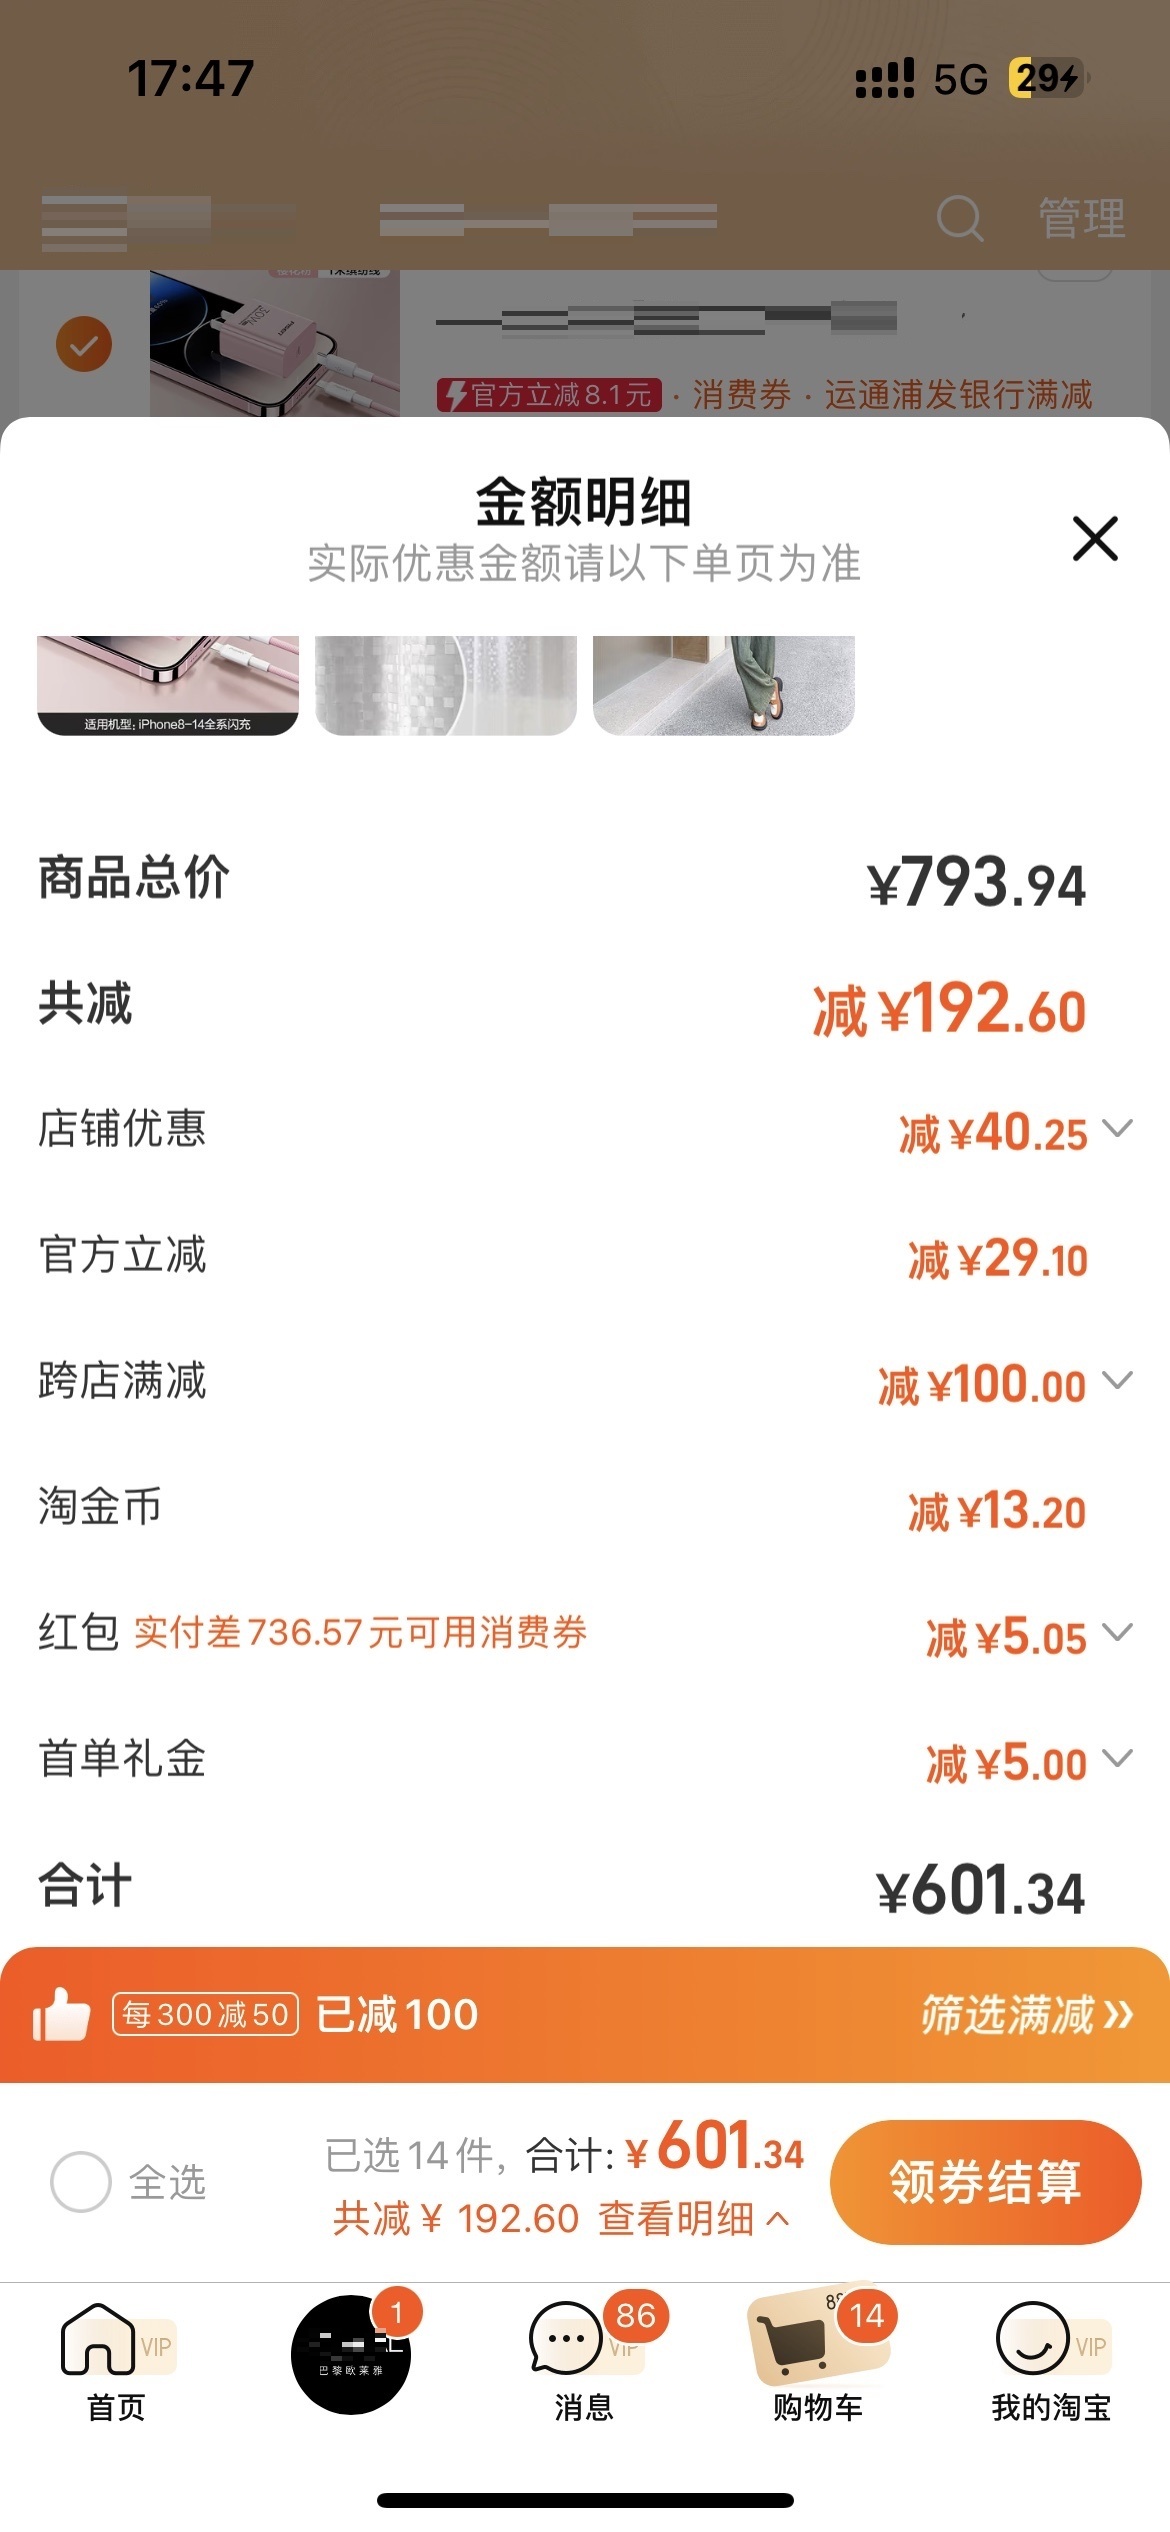 17:47
5G
29
管理
官方立减8.1元 · 消费券 · 运通浦发银行满减
金额明细
实际优惠金额请以下单页为准
适用机型: iPhone8-14全系闪充
商品总价
¥793.94
共减
减 ¥192.60
店铺优惠
减 ¥40.25
官方立减
减 ¥29.10
跨店满减
减 ¥100.00
淘金币
减 ¥13.20
红包 实付差736.57元可用消费券
减 ¥5.05
首单礼金
减 ¥5.00
合计
¥601.34
每300减50 已减100
筛选满减
全选
已选14件, 合计: ¥601.34
共减 ¥ 192.60 查看明细
领券结算
VIP
首页
1
巴黎欧莱雅
86
VIP
消息
14
购物车
VIP
我的淘宝